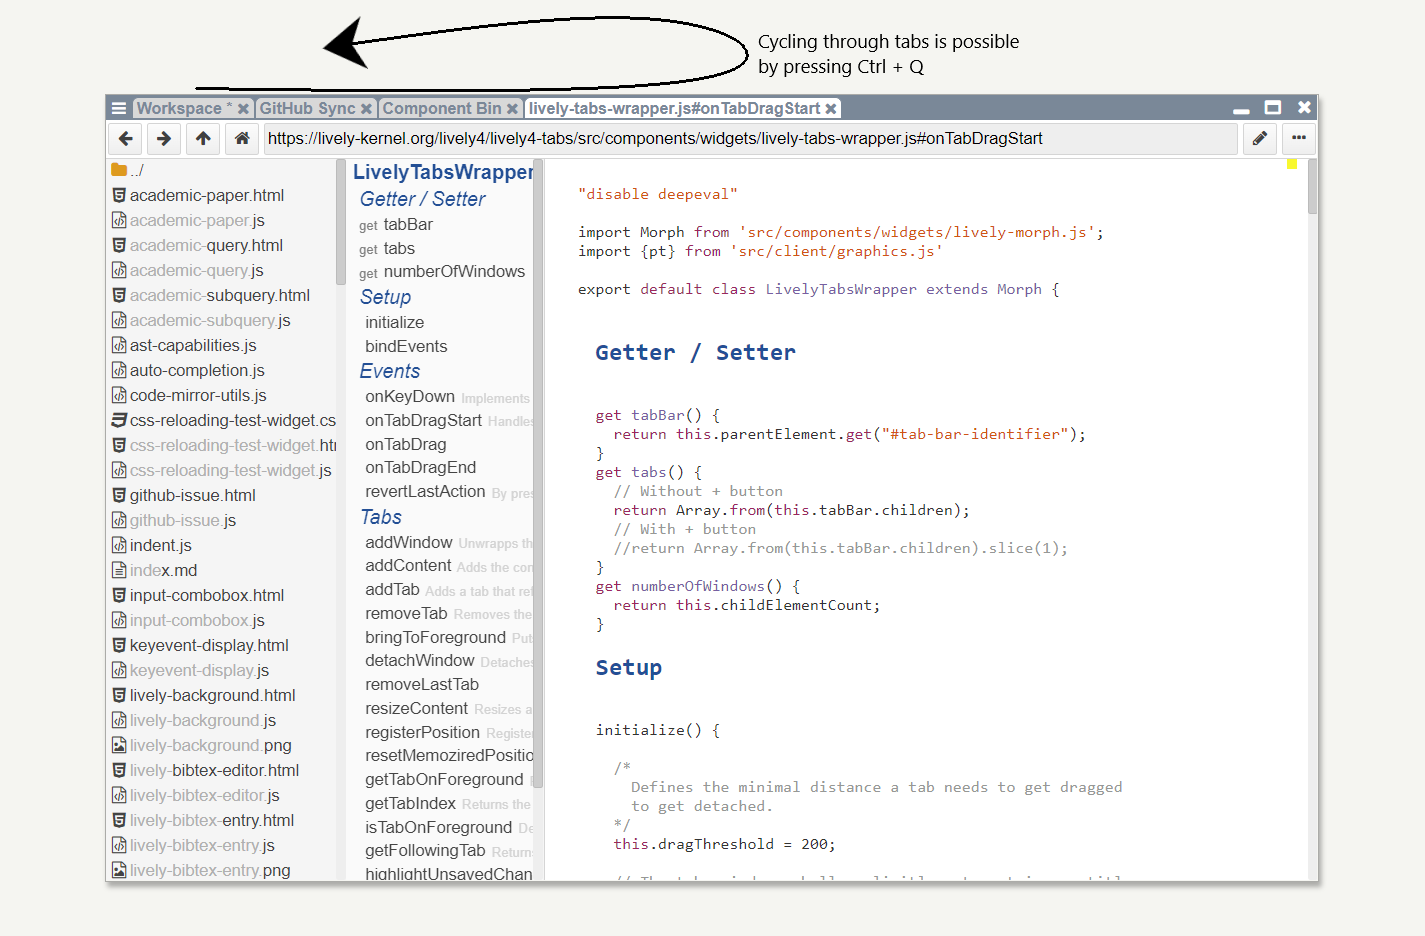 Cycling through tabs is possible
by pressing Ctrl + Q
Workspace * GitHub Sync Component Bin lively-tabs-wrapper.js#onTabDragStart
https://lively-kernel.org/lively4/lively4-tabs/src/components/widgets/lively-tabs-wrapper.js#onTabDragStart
../
academic-paper.html
academic-paper.js
academic-query.html
academic-query.js
academic-subquery.html
academic-subquery.js
ast-capabilities.js
auto-completion.js
code-mirror-utils.js
css-reloading-test-widget.cs
css-reloading-test-widget.htm
css-reloading-test-widget.js
github-issue.html
github-issue.js
indent.js
index.md
input-combobox.html
input-combobox.js
keyevent-display.html
keyevent-display.js
lively-background.html
lively-background.js
lively-background.png
lively-bibtex-editor.html
lively-bibtex-editor.js
lively-bibtex-entry.html
lively-bibtex-entry.js
lively-bibtex-entry.png
LivelyTabsWrapper
Getter / Setter
get tabBar
get tabs
get numberOfWindows
Setup
initialize
bindEvents
Events
onKeyDown Implements
onTabDragStart Handles
onTabDrag
onTabDragEnd
revertLastAction By pres
Tabs
addWindow Unwraps th
addContent Adds the con
addTab Adds a tab that ref
removeTab Removes the
bringToForeground Put
detachWindow Detaches
removeLastTab
resizeContent Resizes a
registerPosition Register
resetMemoziredPositio
getTabOnForeground
getTabIndex Returns the
isTabOnForeground De
getFollowingTab Return
highlightUnsavedChan
"disable deepeval"
import Morph from 'src/components/widgets/lively-morph.js';
import {pt} from 'src/client/graphics.js'
export default class LivelyTabsWrapper extends Morph {
Getter / Setter
get tabBar() {
return this.parentElement.get("#tab-bar-identifier");
}
get tabs() {
// Without + button
return Array.from(this.tabBar.children);
// With + button
//return Array.from(this.tabBar.children).slice(1);
}
get numberOfWindows() {
return this.childElementCount;
}
Setup
initialize() {
/*
Defines the minimal distance a tab needs to get dragged
to get detached.
*/
this.dragThreshold = 200;